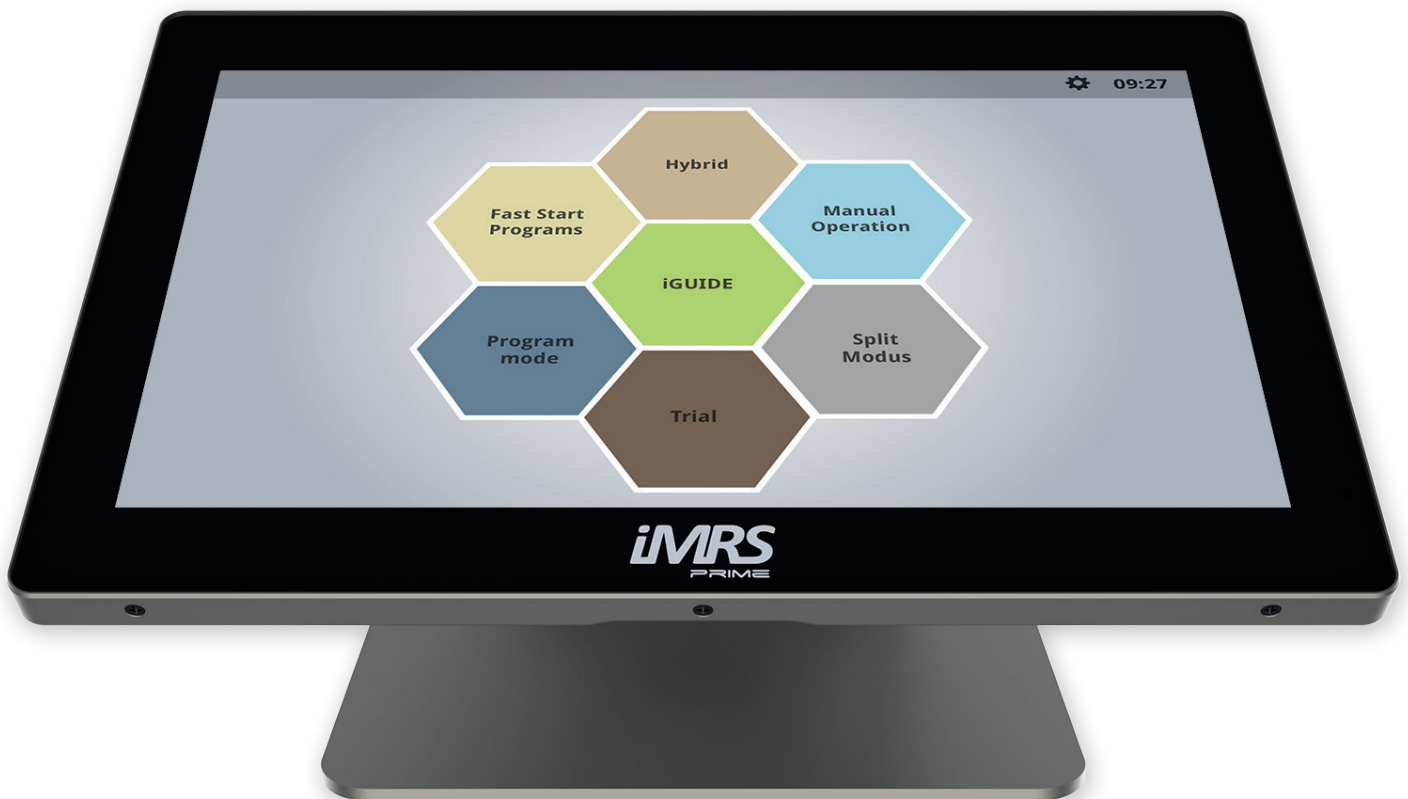 09:27
Hybrid
Fast Start
Programs
Manual
Operation
iGUIDE
Program
mode
Split
Modus
Trial
iMRS
PRIME